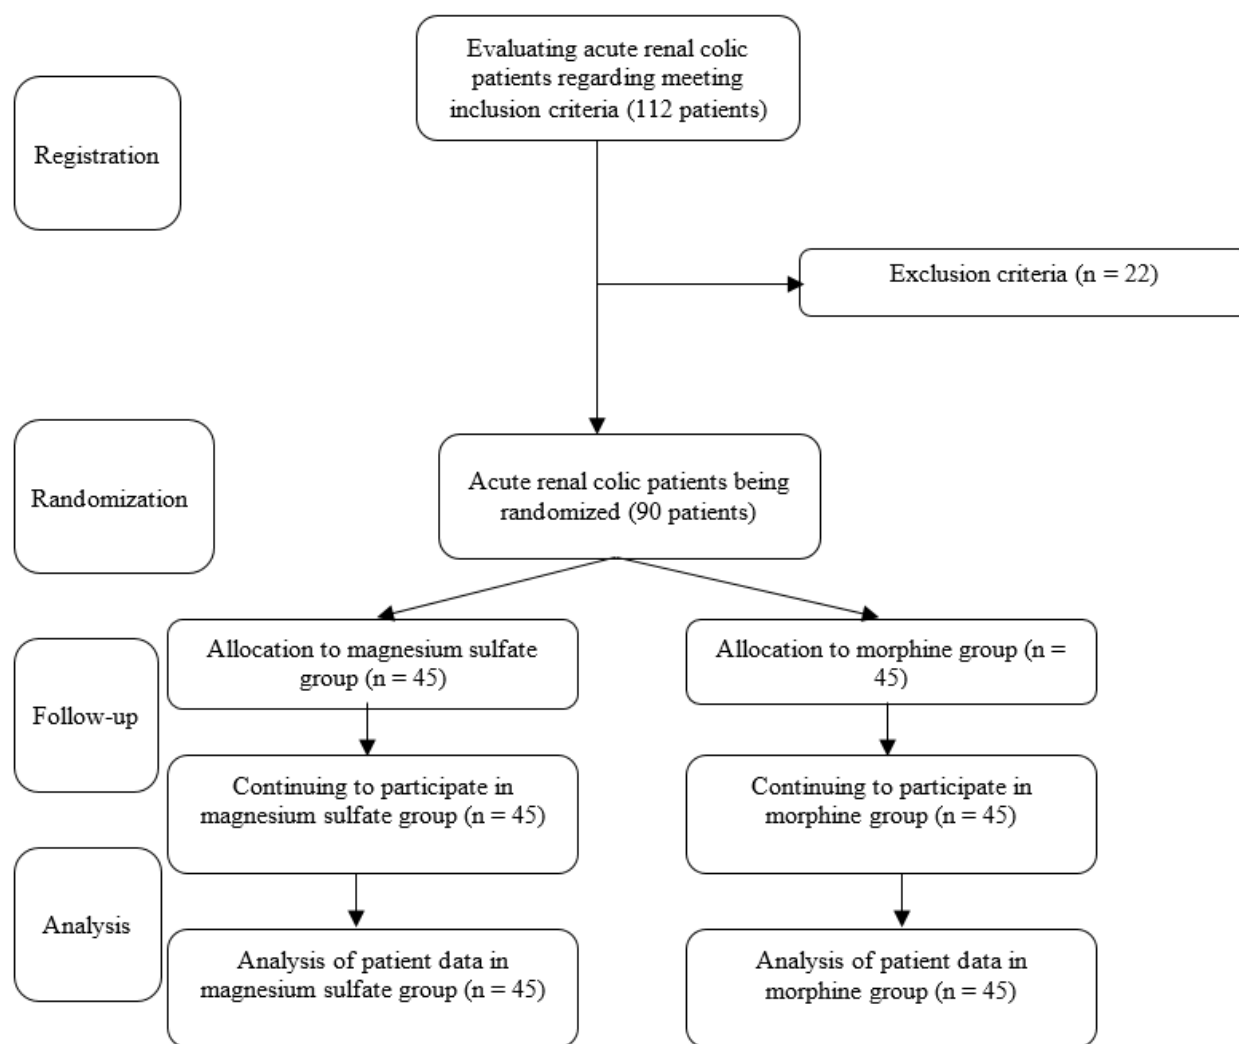 Evaluating acute renal colic
patients regarding meeting
inclusion criteria (112 patients)
Registration
Exclusion criteria (n = 22)
Randomization
Acute renal colic patients being
randomized (90 patients)
Allocation to magnesium sulfate
group (n = 45)
Allocation to morphine group (n =
45)
Follow-up
Continuing to participate in
magnesium sulfate group (n = 45)
Continuing to participate in
morphine group (n = 45)
Analysis
Analysis of patient data in
magnesium sulfate group (n = 45)
Analysis of patient data in
morphine group (n = 45)